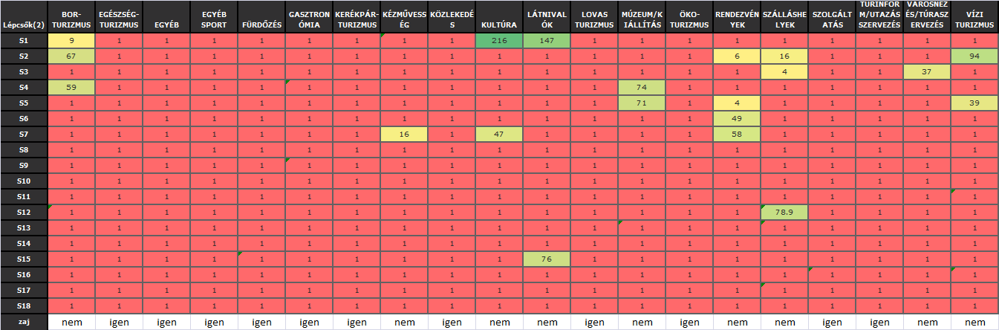 Lépcsők(2) BOR-TURIZMUS EGÉSZSÉG-TURIZMUS EGYÉB EGYÉB SPORT FÜRDŐZÉS GASZTRONÓMIA KERÉKPÁR-TURIZMUS KÉZMŰVESSÉG KÖZLEKEDÉS KULTÚRA LÁTNIVALÓK LOVAS TURIZMUS MÚZEUM/KIÁLLÍTÁS ÖKO-TURIZMUS RENDEZVÉNYEK SZÁLLÁSHELYEK SZOLGÁLTATÁS TURINFORM/UTAZÁSSZERVEZÉS VÁROSNÉZÉS/TÚRASZERVEZÉS VÍZI TURIZMUS
S1 9 1 1 1 1 1 1 1 1 216 147 1 1 1 1 1 1 1 1 1
S2 67 1 1 1 1 1 1 1 1 1 1 1 1 1 6 16 1 1 1 94
S3 1 1 1 1 1 1 1 1 1 1 1 1 1 1 1 4 1 1 37 1
S4 59 1 1 1 1 1 1 1 1 1 1 1 74 1 1 1 1 1 1 1
S5 1 1 1 1 1 1 1 1 1 1 1 1 71 1 4 1 1 1 1 39
S6 1 1 1 1 1 1 1 1 1 1 1 1 1 1 49 1 1 1 1 1
S7 1 1 1 1 1 1 1 16 1 47 1 1 1 1 58 1 1 1 1 1
S8 1 1 1 1 1 1 1 1 1 1 1 1 1 1 1 1 1 1 1 1
S9 1 1 1 1 1 1 1 1 1 1 1 1 1 1 1 1 1 1 1 1
S10 1 1 1 1 1 1 1 1 1 1 1 1 1 1 1 1 1 1 1 1
S11 1 1 1 1 1 1 1 1 1 1 1 1 1 1 1 1 1 1 1 1
S12 1 1 1 1 1 1 1 1 1 1 1 1 1 1 1 78.9 1 1 1 1
S13 1 1 1 1 1 1 1 1 1 1 1 1 1 1 1 1 1 1 1 1
S14 1 1 1 1 1 1 1 1 1 1 1 1 1 1 1 1 1 1 1 1
S15 1 1 1 1 1 1 1 1 1 1 76 1 1 1 1 1 1 1 1 1
S16 1 1 1 1 1 1 1 1 1 1 1 1 1 1 1 1 1 1 1 1
S17 1 1 1 1 1 1 1 1 1 1 1 1 1 1 1 1 1 1 1 1
S18 1 1 1 1 1 1 1 1 1 1 1 1 1 1 1 1 1 1 1 1
zaj nem igen igen igen igen igen igen nem igen nem nem igen nem igen nem nem igen igen nem nem